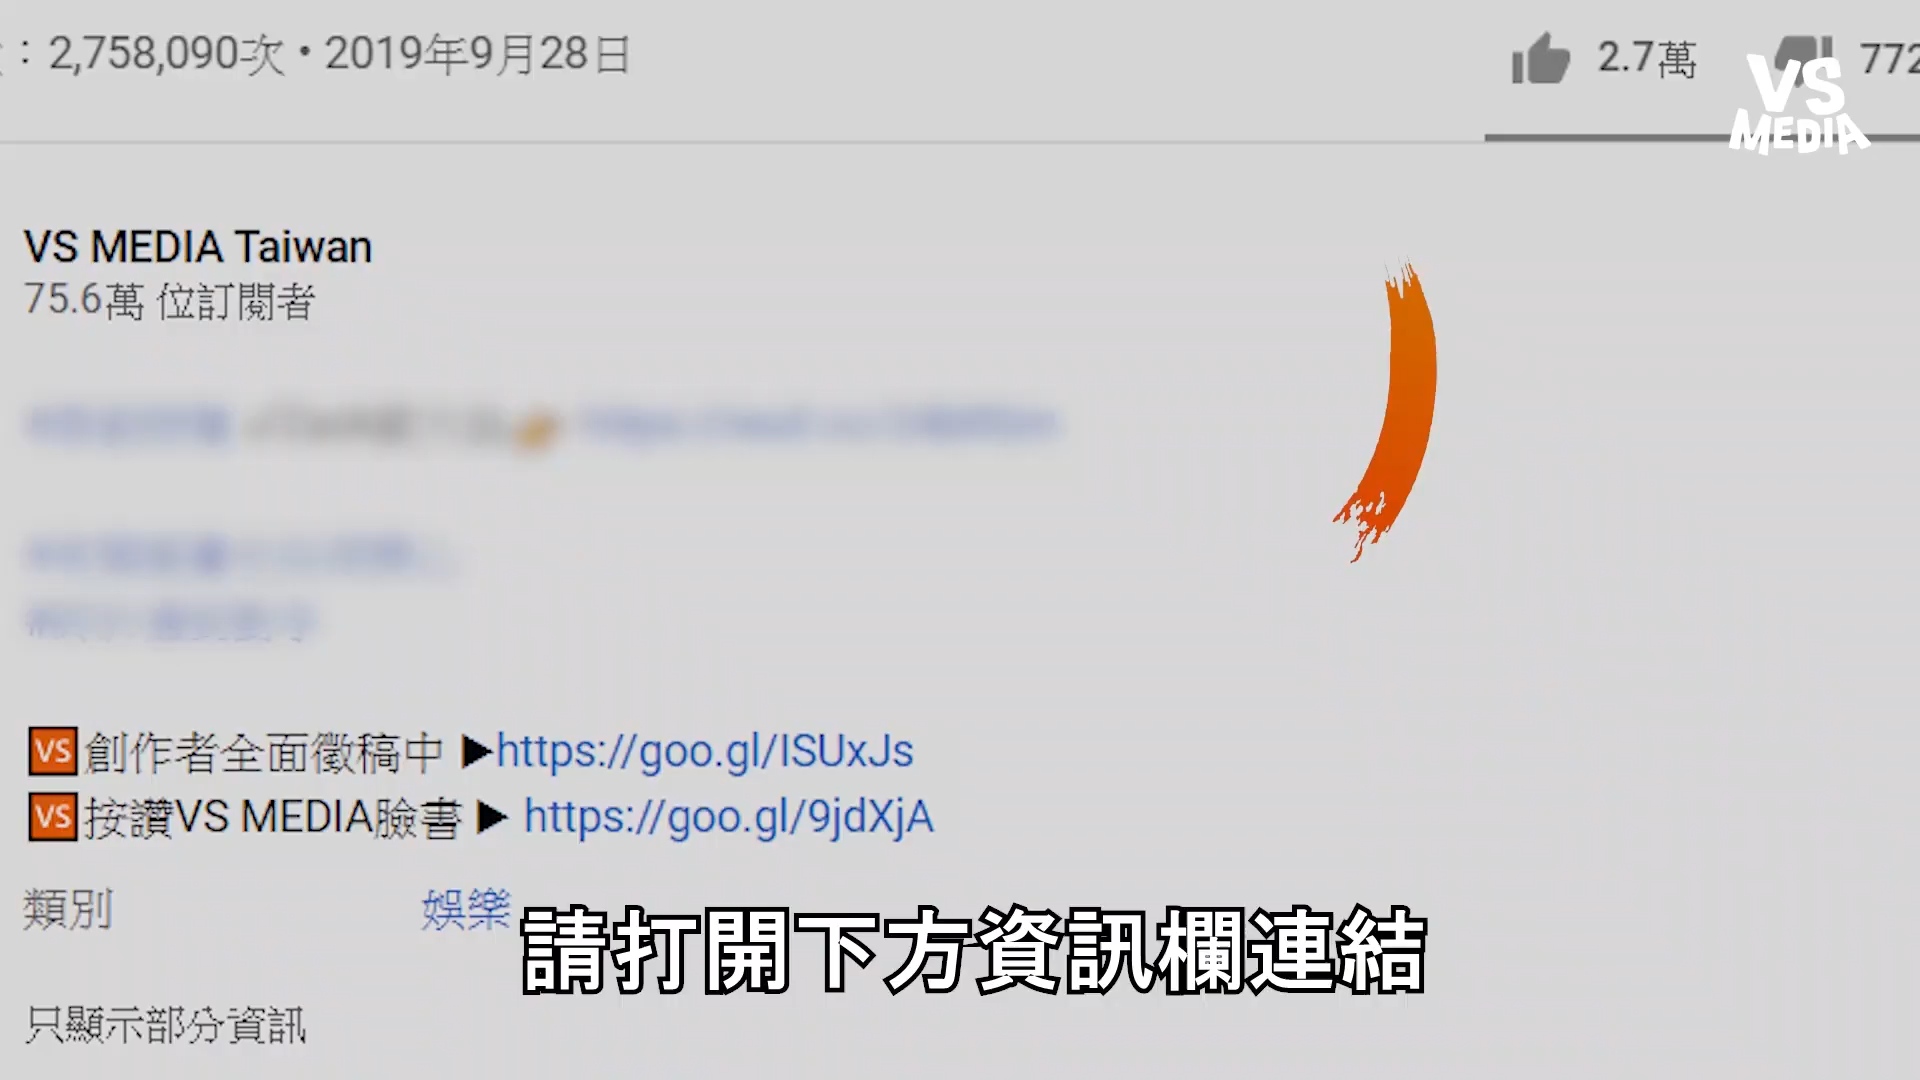 ：2,758,090次 • 2019年9月28日
2.7萬
772
VS MEDIA
VS MEDIA Taiwan
75.6萬 位訂閱者
VS 創作者全面徵稿中 ▶https://goo.gl/ISUxJs
VS 按讚VS MEDIA臉書 ▶ https://goo.gl/9jdXjA
類別 娛樂
請打開下方資訊欄連結
只顯示部分資訊